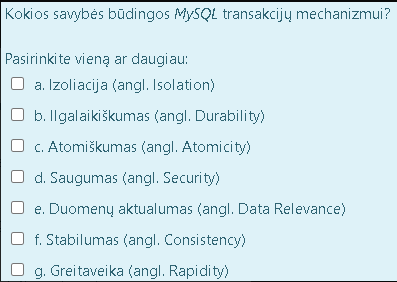 Kokios savybės būdingos MySQL transakcijų mechanizmui?
Pasirinkite vieną ar daugiau:
a. Izoliacija (angl. Isolation)
b. Ilgalaikiškumas (angl. Durability)
c. Atomiškumas (angl. Atomicity)
d. Saugumas (angl. Security)
e. Duomenų aktualumas (angl. Data Relevance)
f. Stabilumas (angl. Consistency)
g. Greitaveika (angl. Rapidity)